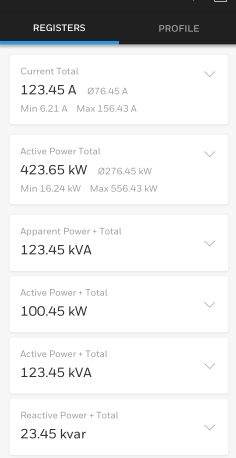 REGISTERS PROFILE
Current Total
123.45 A Ø76.45 A
Min 6.21 A Max 156.43 A
Active Power Total
423.65 kW Ø276.45 kW
Min 16.24 kW Max 556.43 kW
Apparent Power + Total
123.45 kVA
Active Power + Total
100.45 kW
Active Power + Total
123.45 kVA
Reactive Power + Total
23.45 kvar